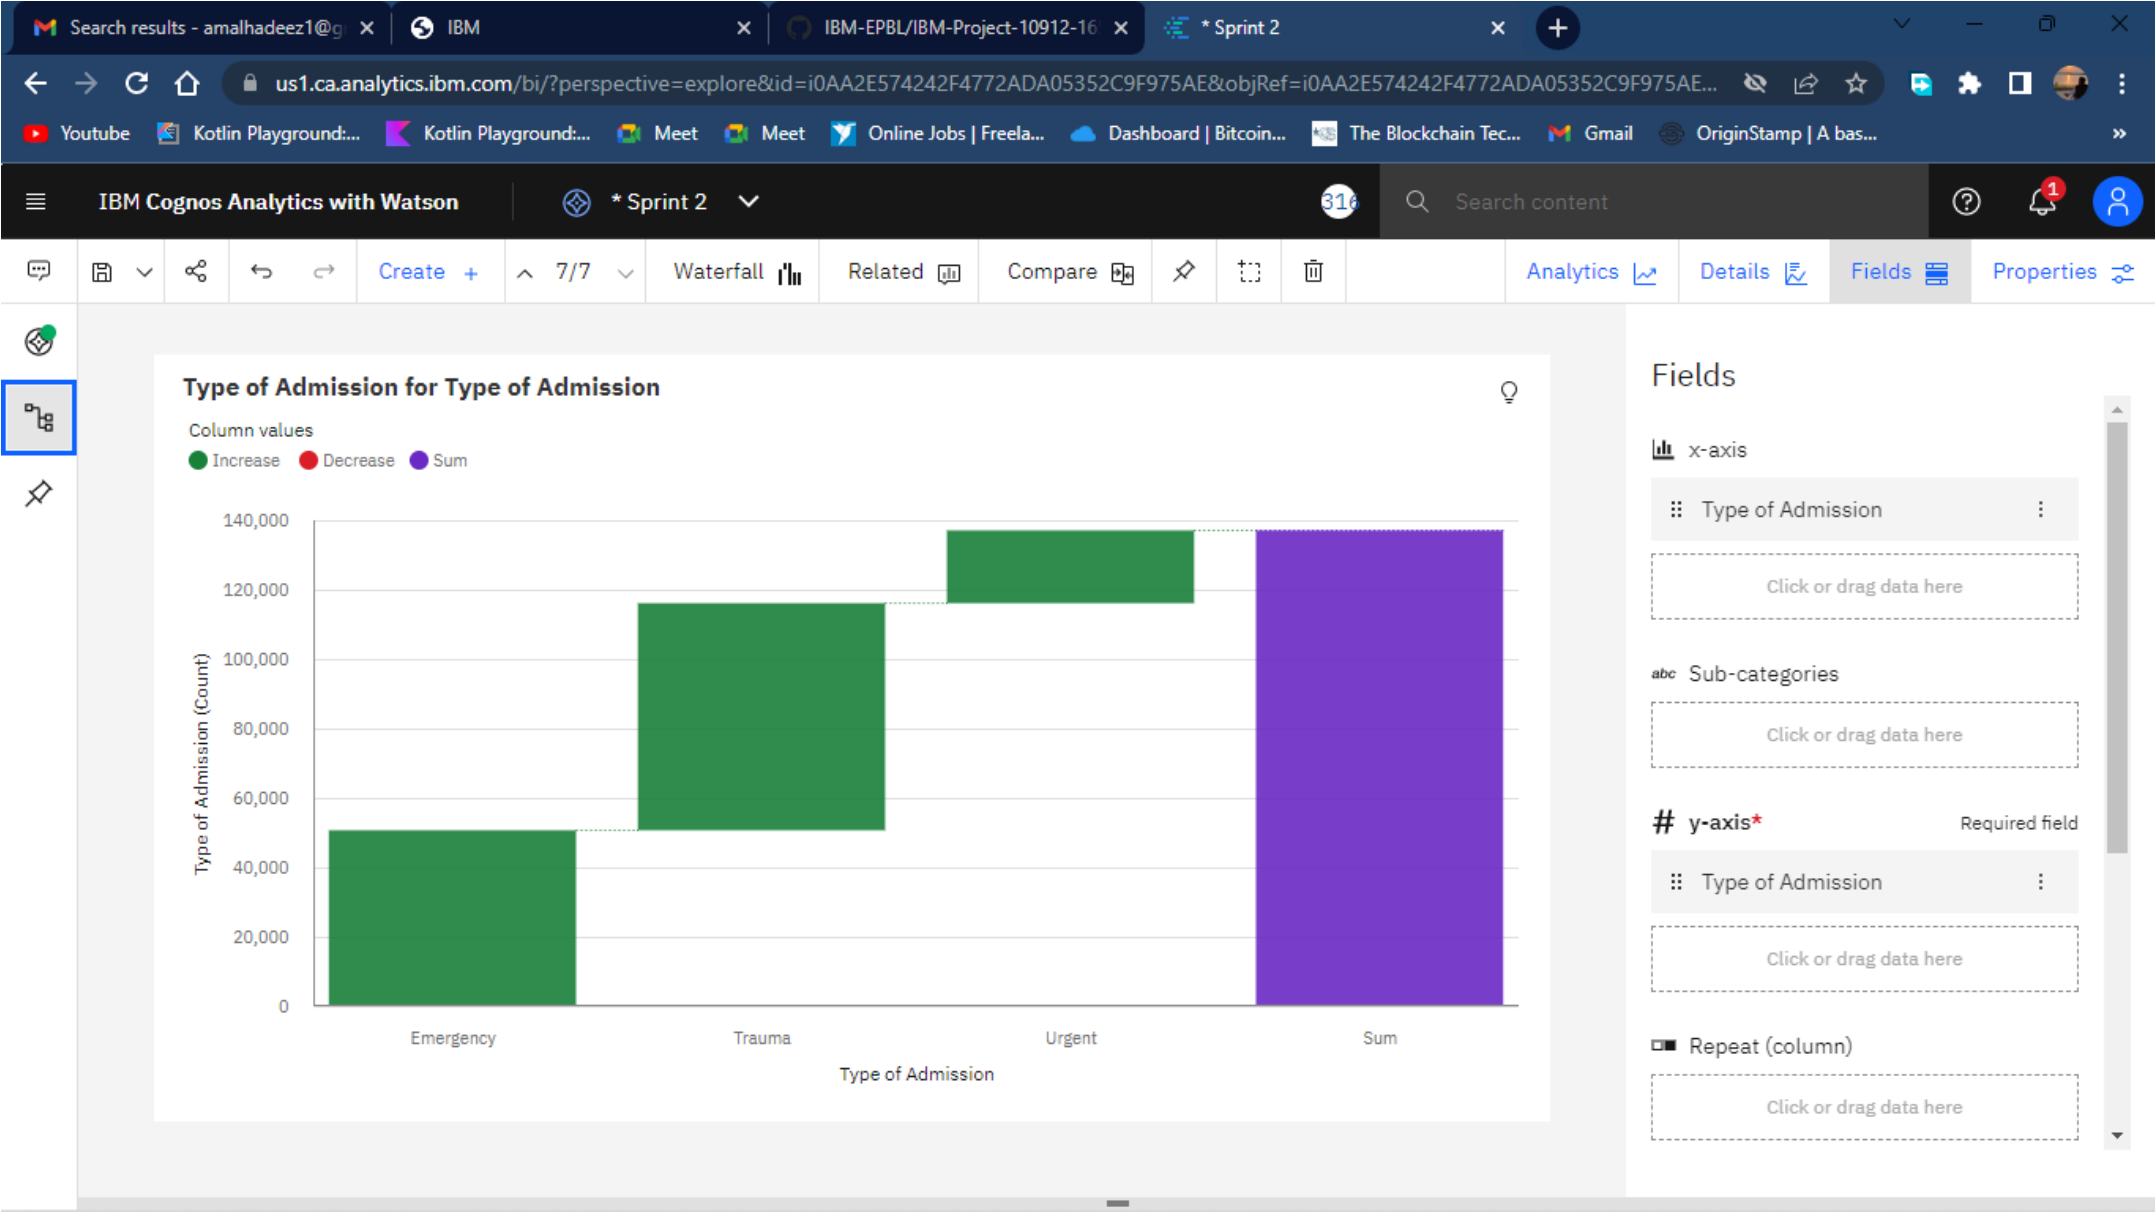 Search results - amalhadeez1@g
IBM
IBM-EPBL/IBM-Project-10912-16
* Sprint 2
us1.ca.analytics.ibm.com/bi/?perspective=explore&id=i0AA2E574242F4772ADA05352C9F975AE&objRef=i0AA2E574242F4772ADA05352C9F975AE...
Youtube
Kotlin Playground:...
Kotlin Playground:...
Meet
Meet
Online Jobs | Freela...
Dashboard | Bitcoin...
The Blockchain Tec...
Gmail
OriginStamp | A bas...
IBM Cognos Analytics with Watson
* Sprint 2
316
Search content
1
Create +
7/7
Waterfall
Related
Compare
Analytics
Details
Fields
Properties
Type of Admission for Type of Admission
Column values
Increase
Decrease
Sum
140,000
120,000
100,000
80,000
60,000
40,000
20,000
0
Type of Admission (Count)
Emergency
Trauma
Urgent
Sum
Type of Admission
Fields
x-axis
Type of Admission
Click or drag data here
abc Sub-categories
Click or drag data here
# y-axis* Required field
Type of Admission
Click or drag data here
Repeat (column)
Click or drag data here